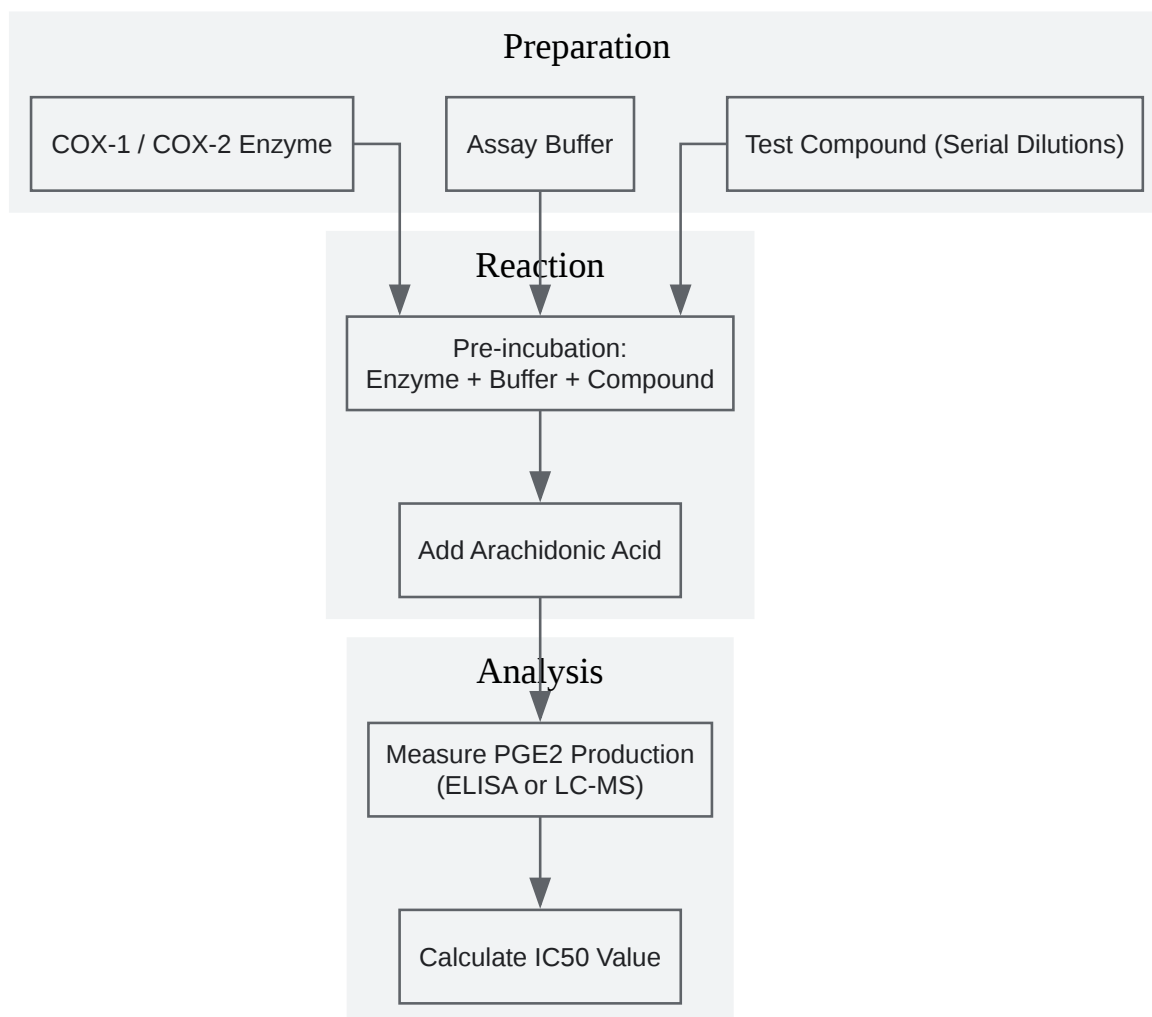 Preparation
COX-1 / COX-2 Enzyme
Assay Buffer
Test Compound (Serial Dilutions)
Reaction
Pre-incubation:
Enzyme + Buffer + Compound
Add Arachidonic Acid
Analysis
Measure PGE2 Production
(ELISA or LC-MS)
Calculate IC50 Value